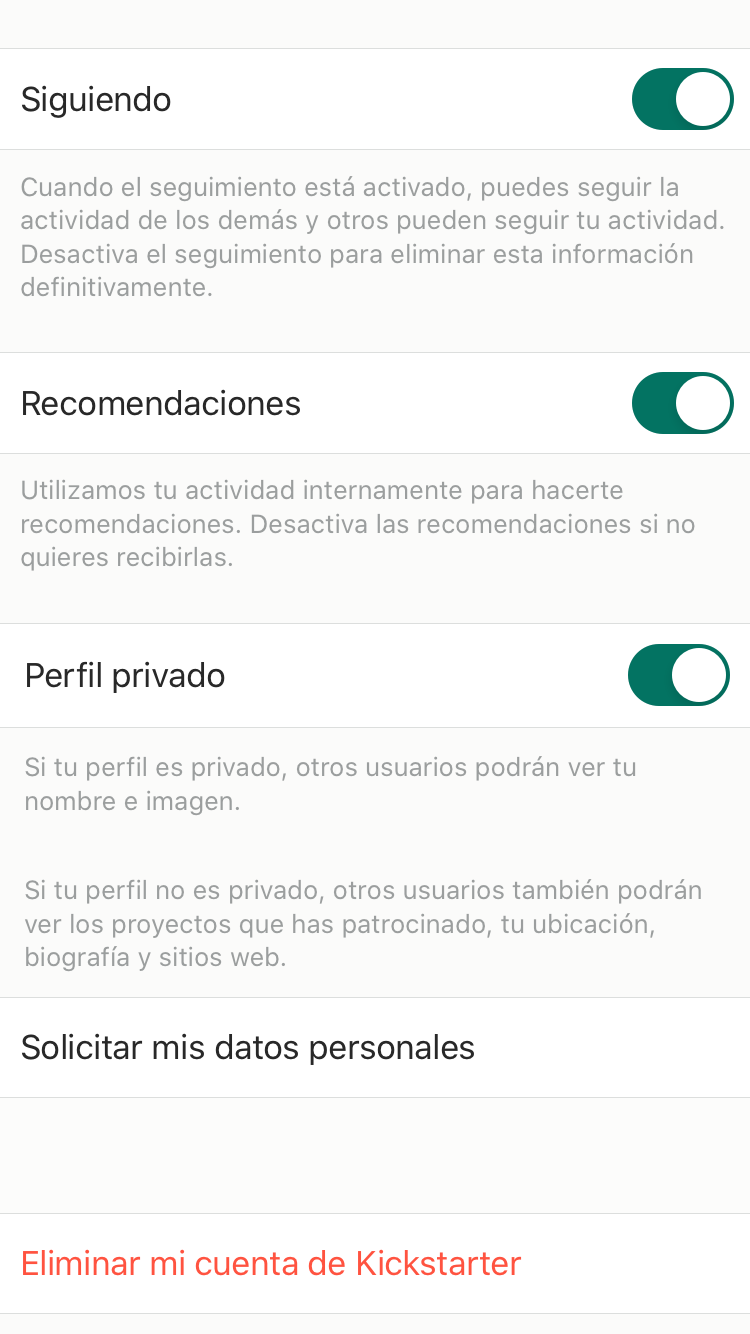 Siguiendo
Cuando el seguimiento está activado, puedes seguir la
actividad de los demás y otros pueden seguir tu actividad.
Desactiva el seguimiento para eliminar esta información
definitivamente.
Recomendaciones
Utilizamos tu actividad internamente para hacerte
recomendaciones. Desactiva las recomendaciones si no
quieres recibirlas.
Perfil privado
Si tu perfil es privado, otros usuarios podrán ver tu
nombre e imagen.
Si tu perfil no es privado, otros usuarios también podrán
ver los proyectos que has patrocinado, tu ubicación,
biografía y sitios web.
Solicitar mis datos personales
Eliminar mi cuenta de Kickstarter